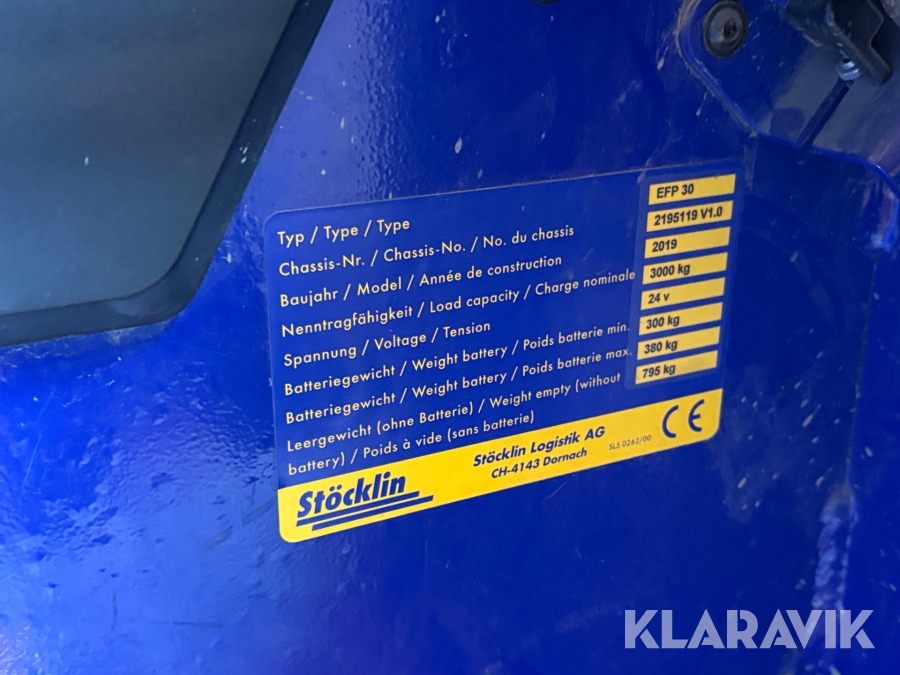 Typ / Type / Type
EFP 30
Chassis-Nr. / Chassis-No. / No. du chassis
2195119 V1.0
Baujahr / Model / Année de construction
2019
Nenntragfähigkeit / Load capacity / Charge nominale
3000 kg
Spannung / Voltage / Tension
24 v
Batteriegewicht / Weight battery / Poids batterie min.
300 kg
Batteriegewicht / Weight battery / Poids batterie max.
380 kg
Leergewicht (ohne Batterie) / Weight empty (without
795 kg
battery) / Poids à vide (sans batterie)
Stöcklin
Stöcklin Logistik AG
CH-4143 Dornach
SLS 0262/00
CE
KLARAVIK